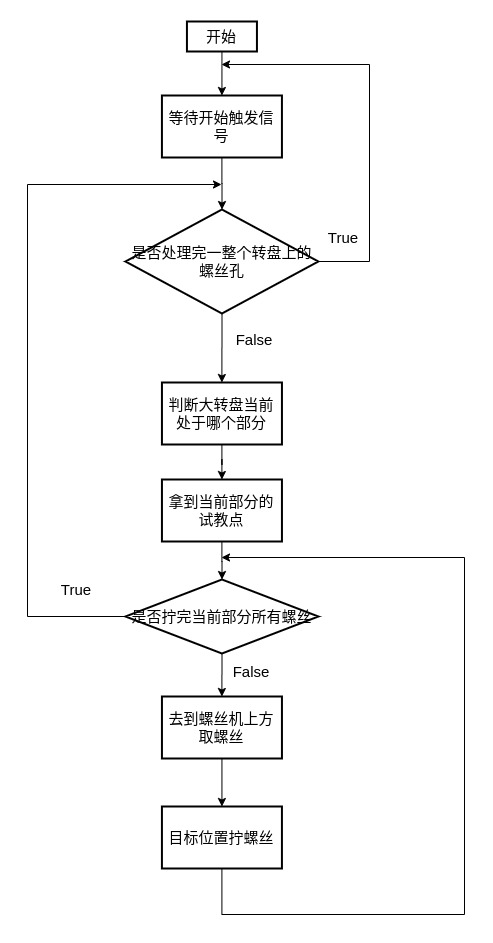 开始
等待开始触发信
号
True
是否处理完一整个转盘上的
螺丝孔
False
判断大转盘当前
处于哪个部分
拿到当前部分的
试教点
True
是否拧完当前部分所有螺丝
False
去到螺丝机上方
取螺丝
目标位置拧螺丝